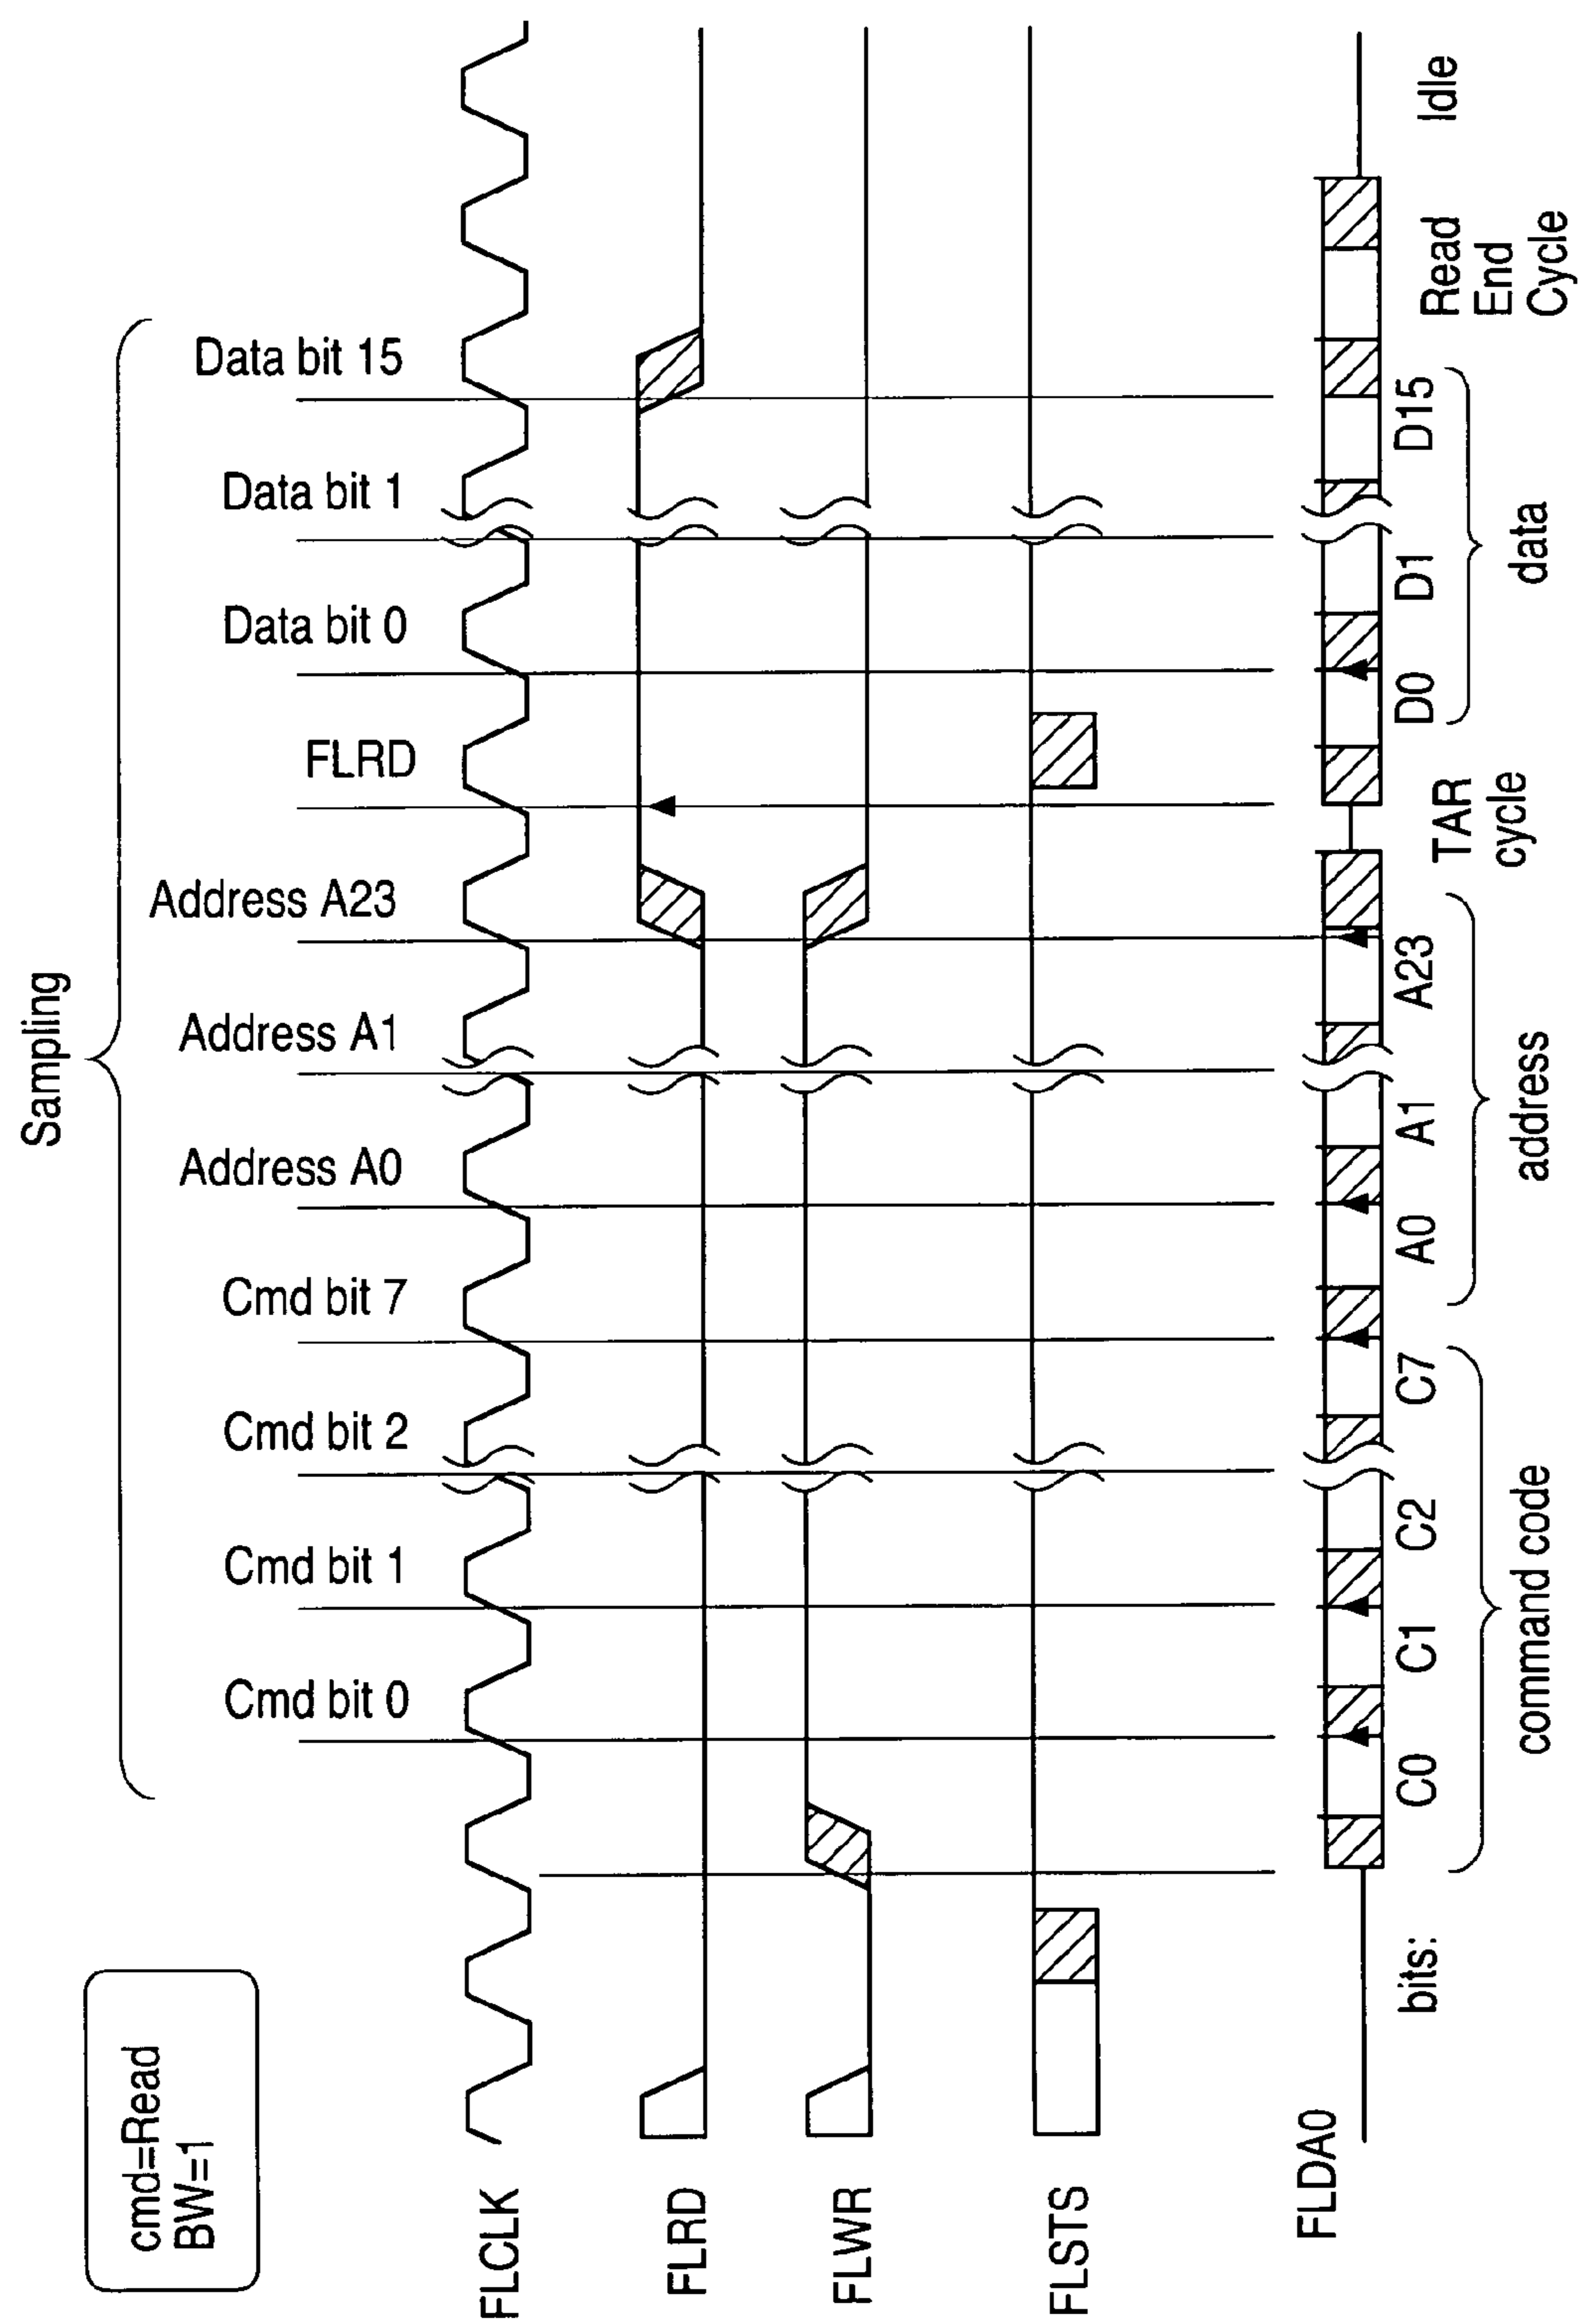 cmd=Read
BW=1
Sampling
Cmd bit 0
Cmd bit 1
Cmd bit 2
Cmd bit 7
Address A0
Address A1
Address A23
FLRD
Data bit 0
Data bit 1
Data bit 15
FLCLK
FLRD
FLWR
FLSTS
FLDA0
bits:
C0
C1
C2
C7
A0
A1
A23
TAR
cycle
D0
D1
D15
Read
End
Cycle
Idle
command code
address
data